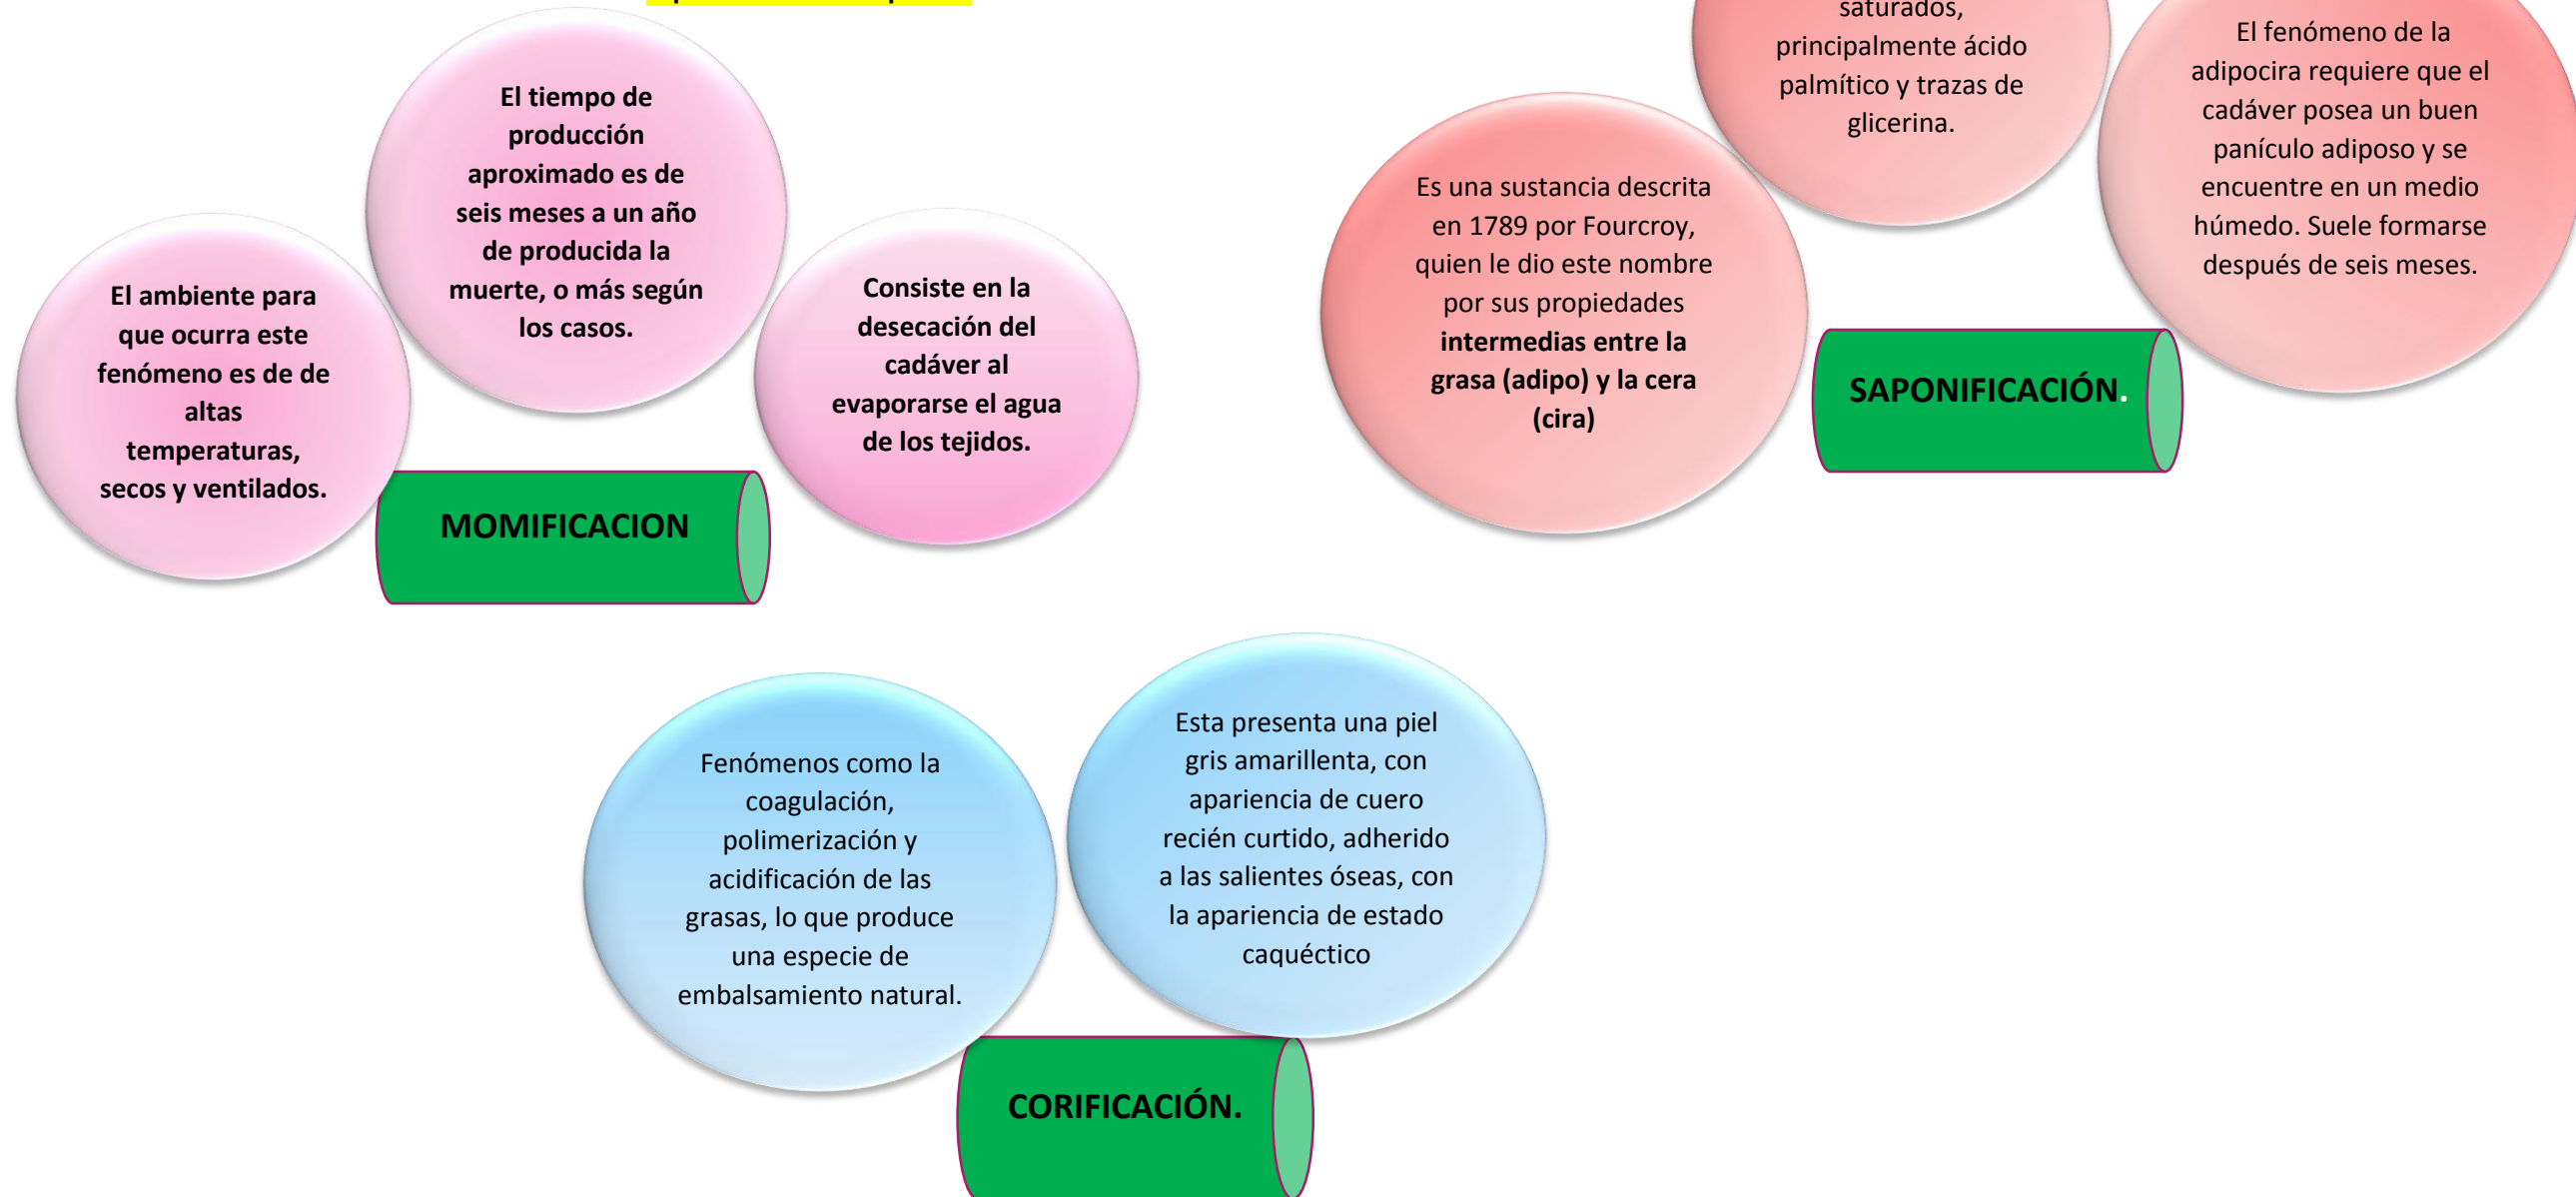 El tiempo de
producción
aproximado es de
seis meses a un año
de producida la
muerte, o más según
los casos.
El ambiente para
que ocurra este
fenómeno es de de
altas
temperaturas,
secos y ventilados.
Consiste en la
desecación del
cadáver al
evaporarse el agua
de los tejidos.
MOMIFICACION
saturados,
principalmente ácido
palmítico y trazas de
glicerina.
El fenómeno de la
adipocira requiere que el
cadáver posea un buen
panículo adiposo y se
encuentre en un medio
húmedo. Suele formarse
después de seis meses.
Es una sustancia descrita
en 1789 por Fourcroy,
quien le dio este nombre
por sus propiedades
intermedias entre la
grasa (adipo) y la cera
(cira)
SAPONIFICACIÓN.
Fenómenos como la
coagulación,
polimerización y
acidificación de las
grasas, lo que produce
una especie de
embalsamiento natural.
Esta presenta una piel
gris amarillenta, con
apariencia de cuero
recién curtido, adherido
a las salientes óseas, con
la apariencia de estado
caquéctico
CORIFICACIÓN.